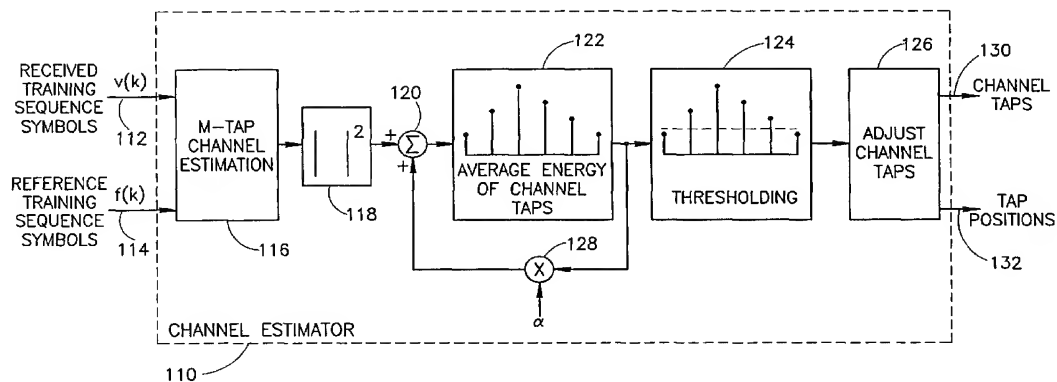 RECEIVED
TRAINING
SEQUENCE
SYMBOLS
v(k)
112
REFERENCE
TRAINING
SEQUENCE
SYMBOLS
f(k)
114
M-TAP
CHANNEL
ESTIMATION
116
2
118
120
+
Σ
+
122
AVERAGE ENERGY
OF CHANNEL
TAPS
124
THRESHOLDING
126
ADJUST
CHANNEL
TAPS
130
CHANNEL
TAPS
TAP
POSITIONS
132
128
X
α
CHANNEL ESTIMATOR
110